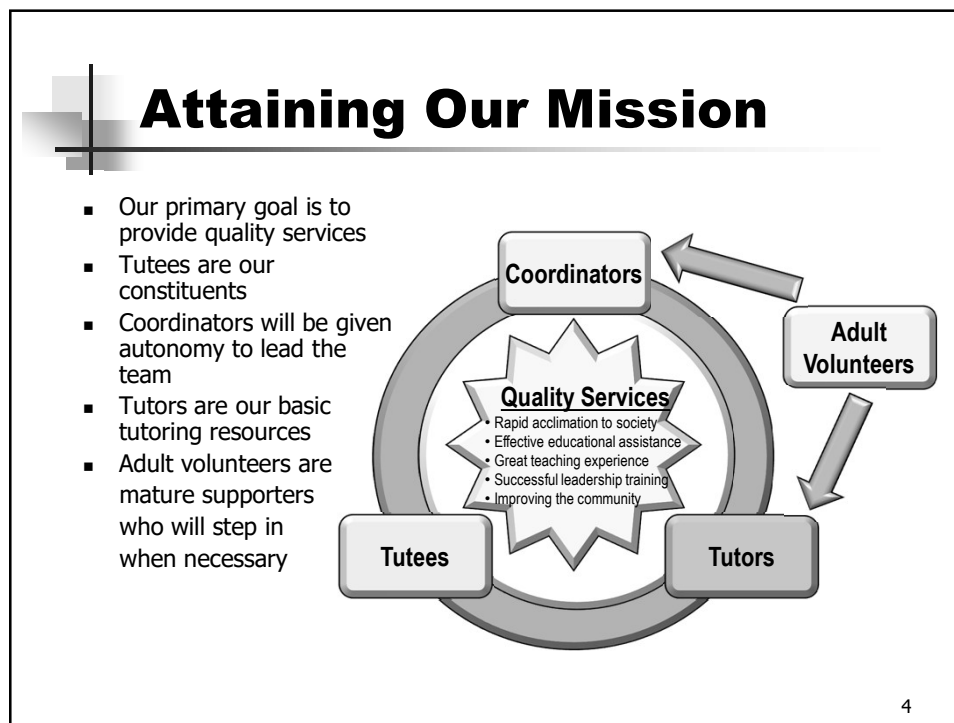 Attaining Our Mission
▪ Our primary goal is to
provide quality services
▪ Tutees are our
constituents
▪ Coordinators will be given
autonomy to lead the
team
▪ Tutors are our basic
tutoring resources
▪ Adult volunteers are
mature supporters
who will step in
when necessary
Coordinators
Adult
Volunteers
Quality Services
• Rapid acclimation to society
• Effective educational assistance
• Great teaching experience
• Successful leadership training
• Improving the community
Tutees
Tutors
4